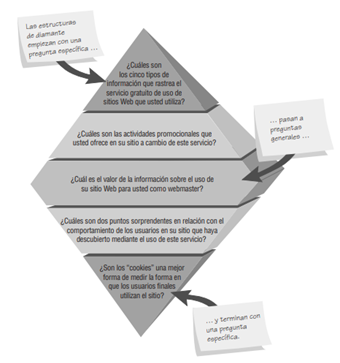 Las estructuras
de diamante
empiezan con una
pregunta específica ...
¿Cuáles son
los cinco tipos de
información que rastrea el
servicio gratuito de uso de
sitios Web que usted utiliza?
¿Cuáles son las actividades promocionales que
usted ofrece en su sitio a cambio de este servicio?
... pasan a
preguntas
generales ...
¿Cuál es el valor de la información sobre el uso de
su sitio Web para usted como webmaster?
¿Cuáles son dos puntos sorprendentes en relación con el
comportamiento de los usuarios en su sitio que haya
descubierto mediante el uso de este servicio?
¿Son los “cookies” una mejor
forma de medir la forma en
que los usuarios finales
utilizan el sitio?
... y terminan con
una pregunta
específica.